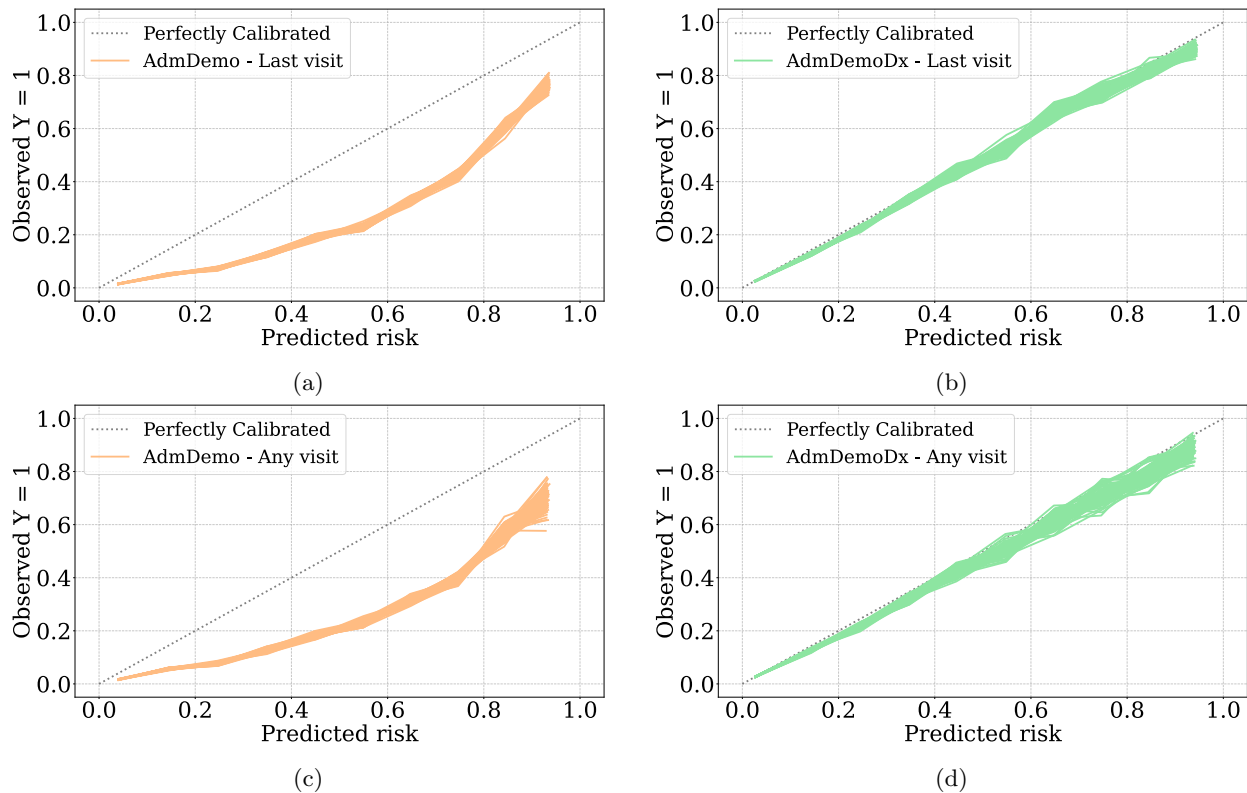 1.0
0.8
0.6
0.4
0.2
0.0
Observed Y = 1
Perfectly Calibrated
AdmDemo - Last visit
0.0 0.2 0.4 0.6 0.8 1.0
Predicted risk
(a)
1.0
0.8
0.6
0.4
0.2
0.0
Observed Y = 1
Perfectly Calibrated
AdmDemoDx - Last visit
0.0 0.2 0.4 0.6 0.8 1.0
Predicted risk
(b)
1.0
0.8
0.6
0.4
0.2
0.0
Observed Y = 1
Perfectly Calibrated
AdmDemo - Any visit
0.0 0.2 0.4 0.6 0.8 1.0
Predicted risk
(c)
1.0
0.8
0.6
0.4
0.2
0.0
Observed Y = 1
Perfectly Calibrated
AdmDemoDx - Any visit
0.0 0.2 0.4 0.6 0.8 1.0
Predicted risk
(d)